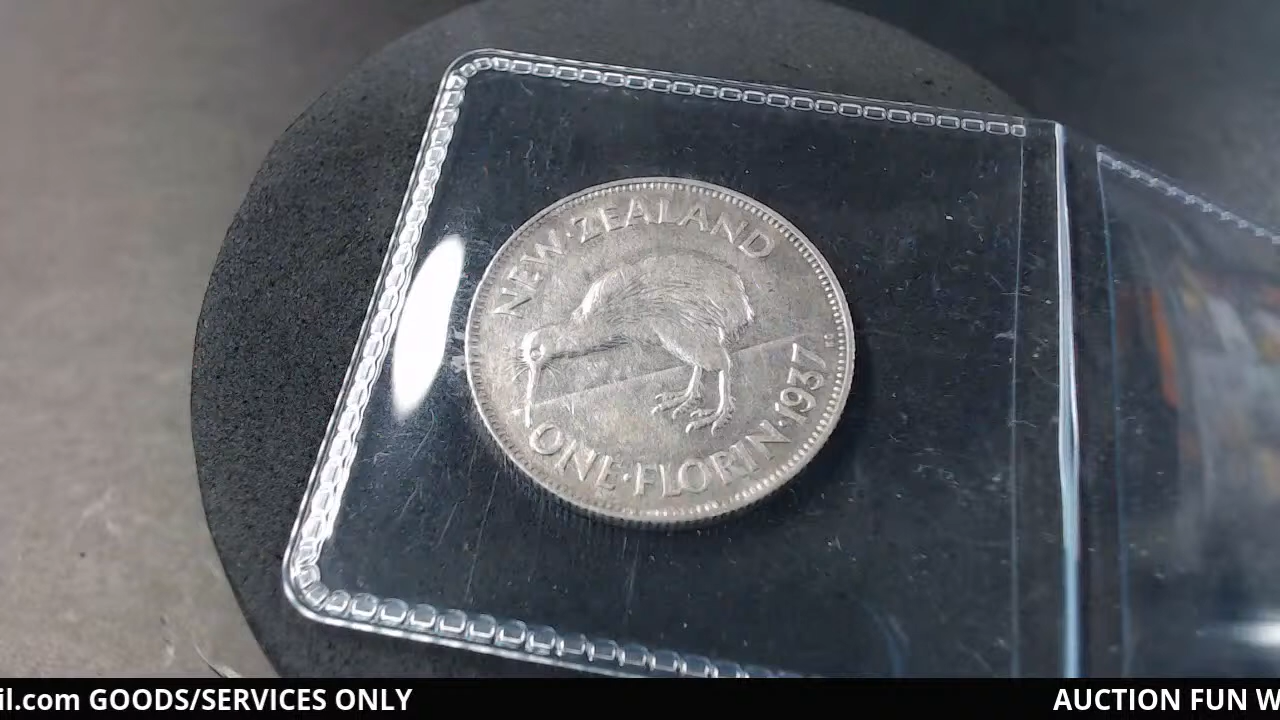 NEW·ZEALAND
ONE·FLORIN·1937
il.com GOODS/SERVICES ONLY
AUCTION FUN W